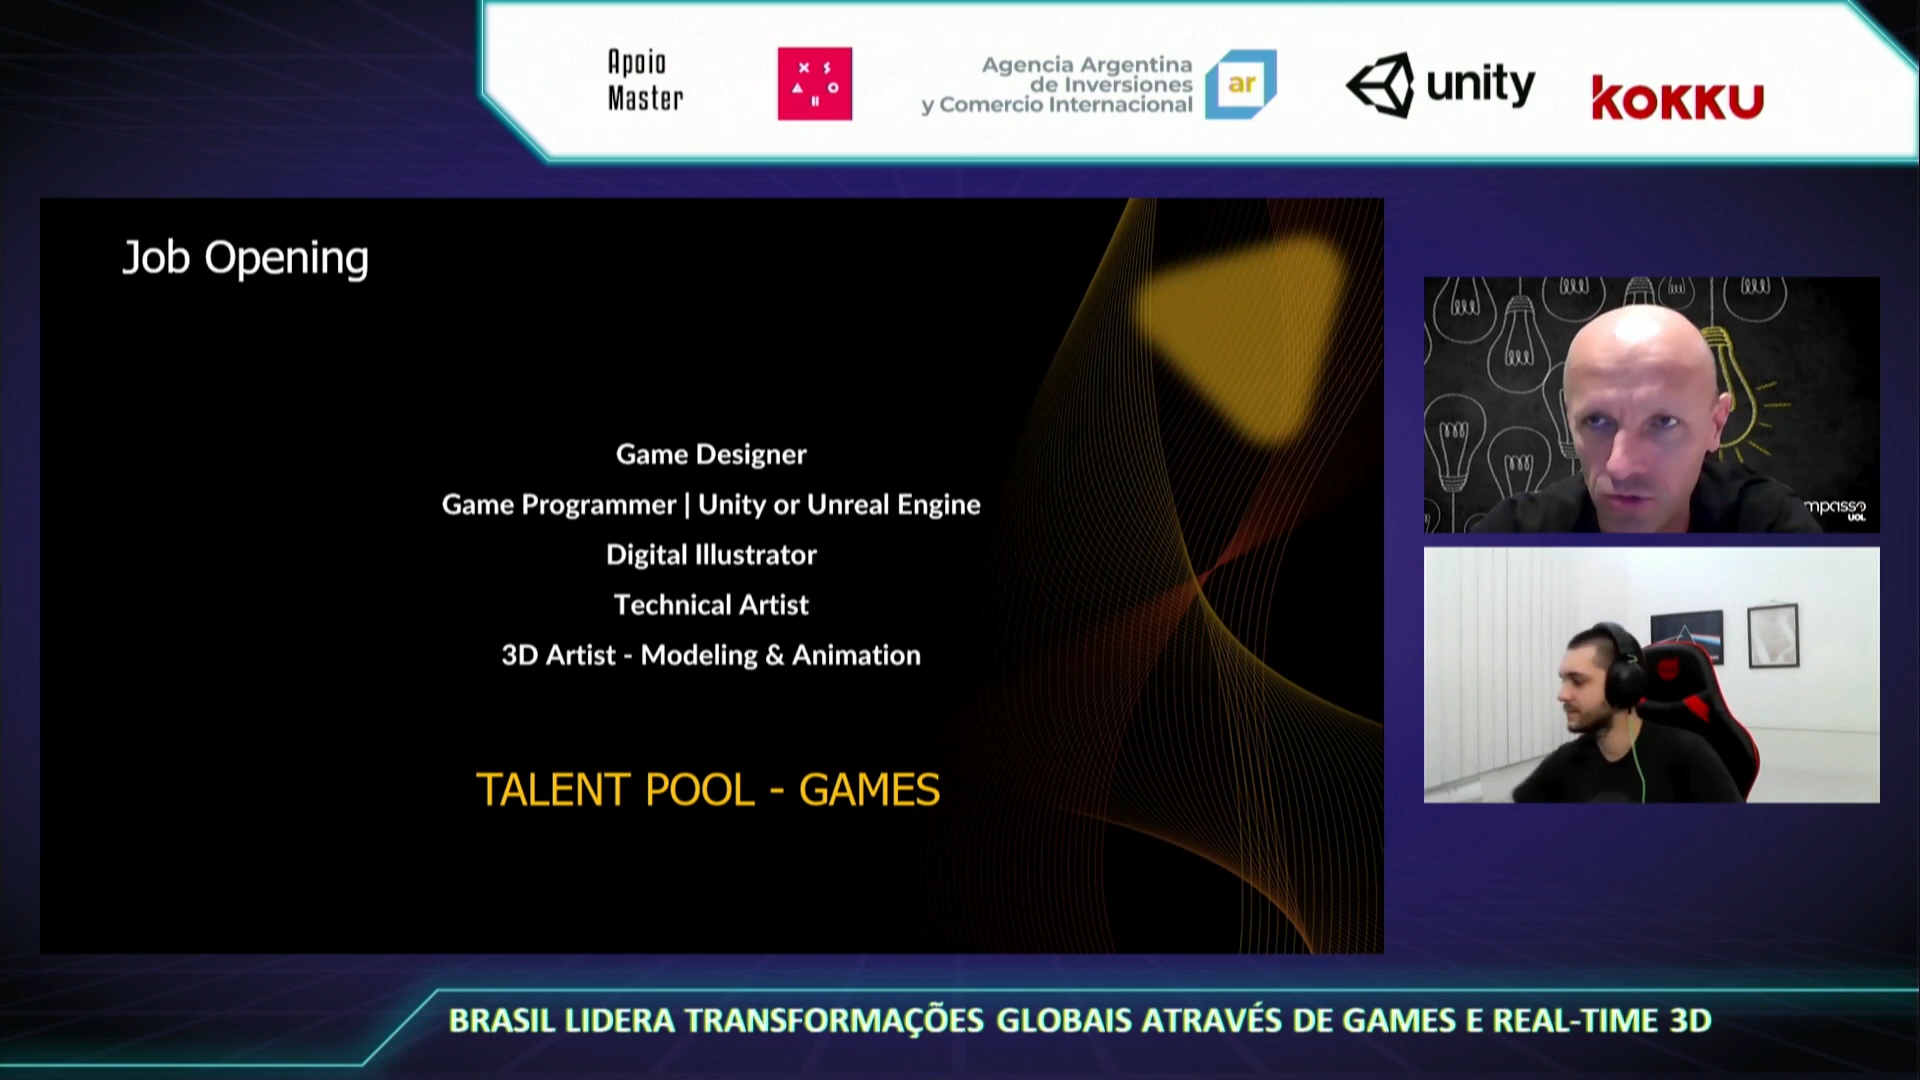 Apoio
Master
Agencia Argentina
de Inversiones
y Comercio Internacional
ar
unity
KOKKU
Job Opening
Game Designer
Game Programmer | Unity or Unreal Engine
Digital Illustrator
Technical Artist
3D Artist - Modeling & Animation
TALENT POOL - GAMES
mpasso
UOL
BRASIL LIDERA TRANSFORMAÇÕES GLOBAIS ATRAVÉS DE GAMES E REAL-TIME 3D